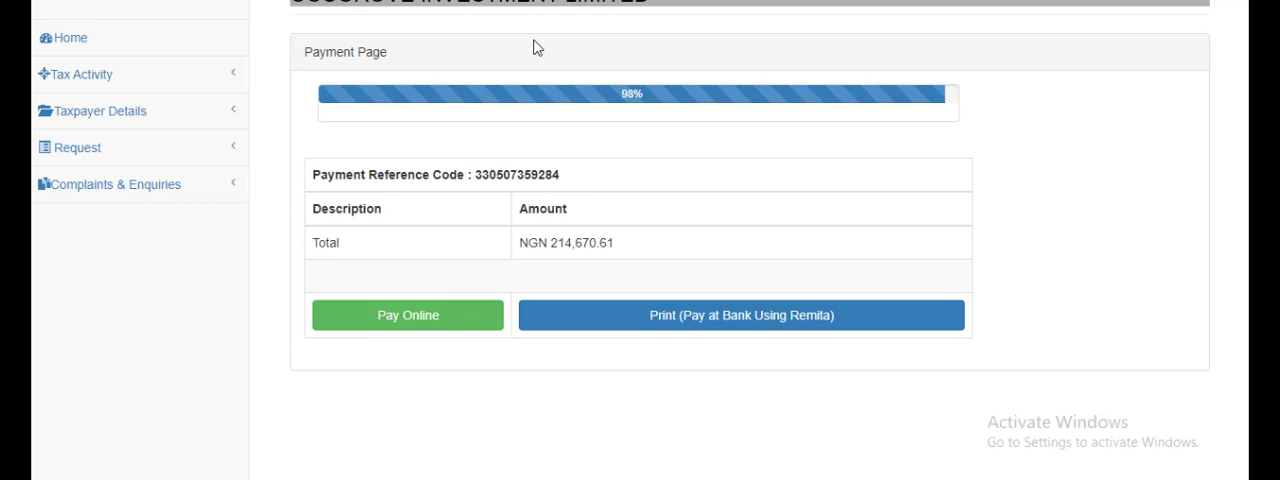 INVESTMENT LIMITED
Home
Tax Activity
Taxpayer Details
Request
Complaints & Enquiries
Payment Page
98%
Payment Reference Code : 330507359284
Description Amount
Total NGN 214,670.61
Pay Online Print (Pay at Bank Using Remita)
Activate Windows
Go to Settings to activate Windows.